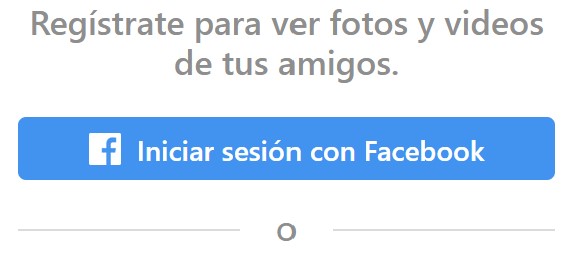 Regístrate para ver fotos y videos
de tus amigos.
Iniciar sesión con Facebook
O